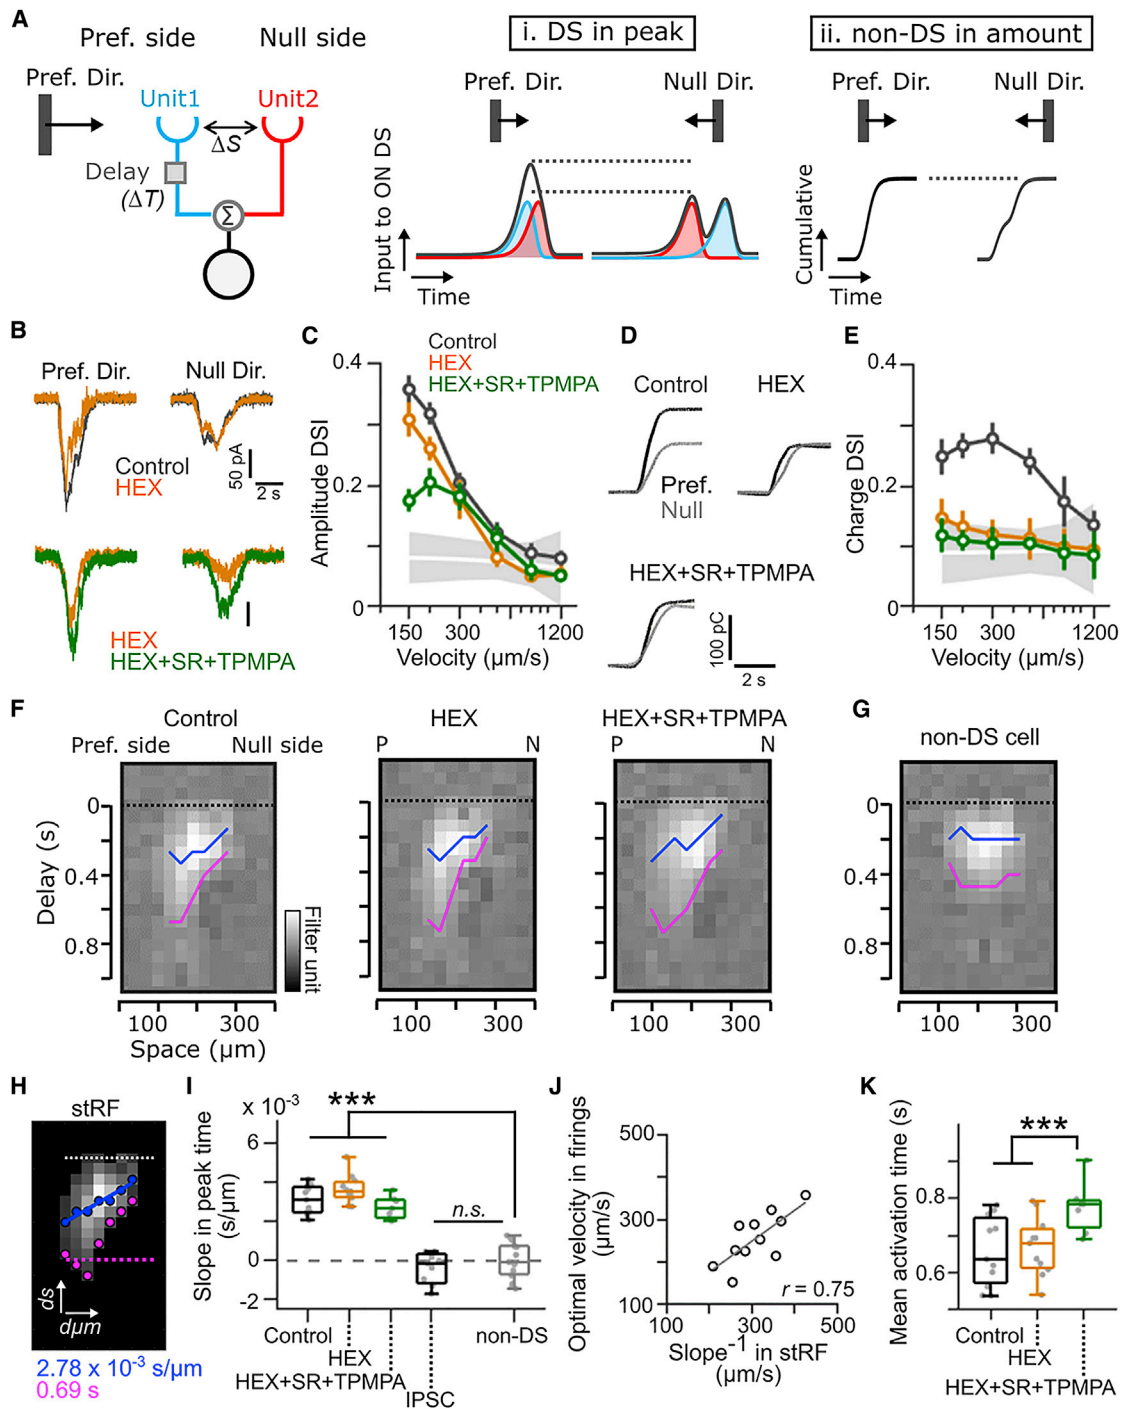 A
Pref. side
Null side
i. DS in peak
ii. non-DS in amount
Pref. Dir.
Unit1
Unit2
ΔS
Delay
(ΔT)
Σ
Pref. Dir.
Null Dir.
Input to ON DS
Time
Pref. Dir.
Null Dir.
Cumulative
Time
B
Pref. Dir.
Null Dir.
Control
HEX
50 pA
2 s
HEX
HEX+SR+TPMPA
C
Control
HEX
HEX+SR+TPMPA
Amplitude DSI
0.4
0.2
0
150
300
1200
Velocity (µm/s)
D
Control
HEX
Pref.
Null
HEX+SR+TPMPA
100 pC
2 s
E
Charge DSI
0.4
0.2
0
150
300
1200
Velocity (µm/s)
F
Control
Pref. side
Null side
Delay (s)
0
0.4
0.8
Filter unit
100
300
Space (µm)
HEX
P
N
100
300
HEX+SR+TPMPA
P
N
100
300
G
non-DS cell
0
0.4
0.8
100
300
H
stRF
ds
dµm
2.78 x 10⁻³ s/µm
0.69 s
I
x 10⁻³
***
Slope in peak time
(s/µm)
6
4
2
0
-2
n.s.
Control
HEX
HEX+SR+TPMPA
IPSC
non-DS
J
Optimal velocity in firings
(µm/s)
500
300
100
r = 0.75
100
300
500
Slope⁻¹ in stRF
(µm/s)
K
***
Mean activation time (s)
0.8
0.6
Control
HEX
HEX+SR+TPMPA